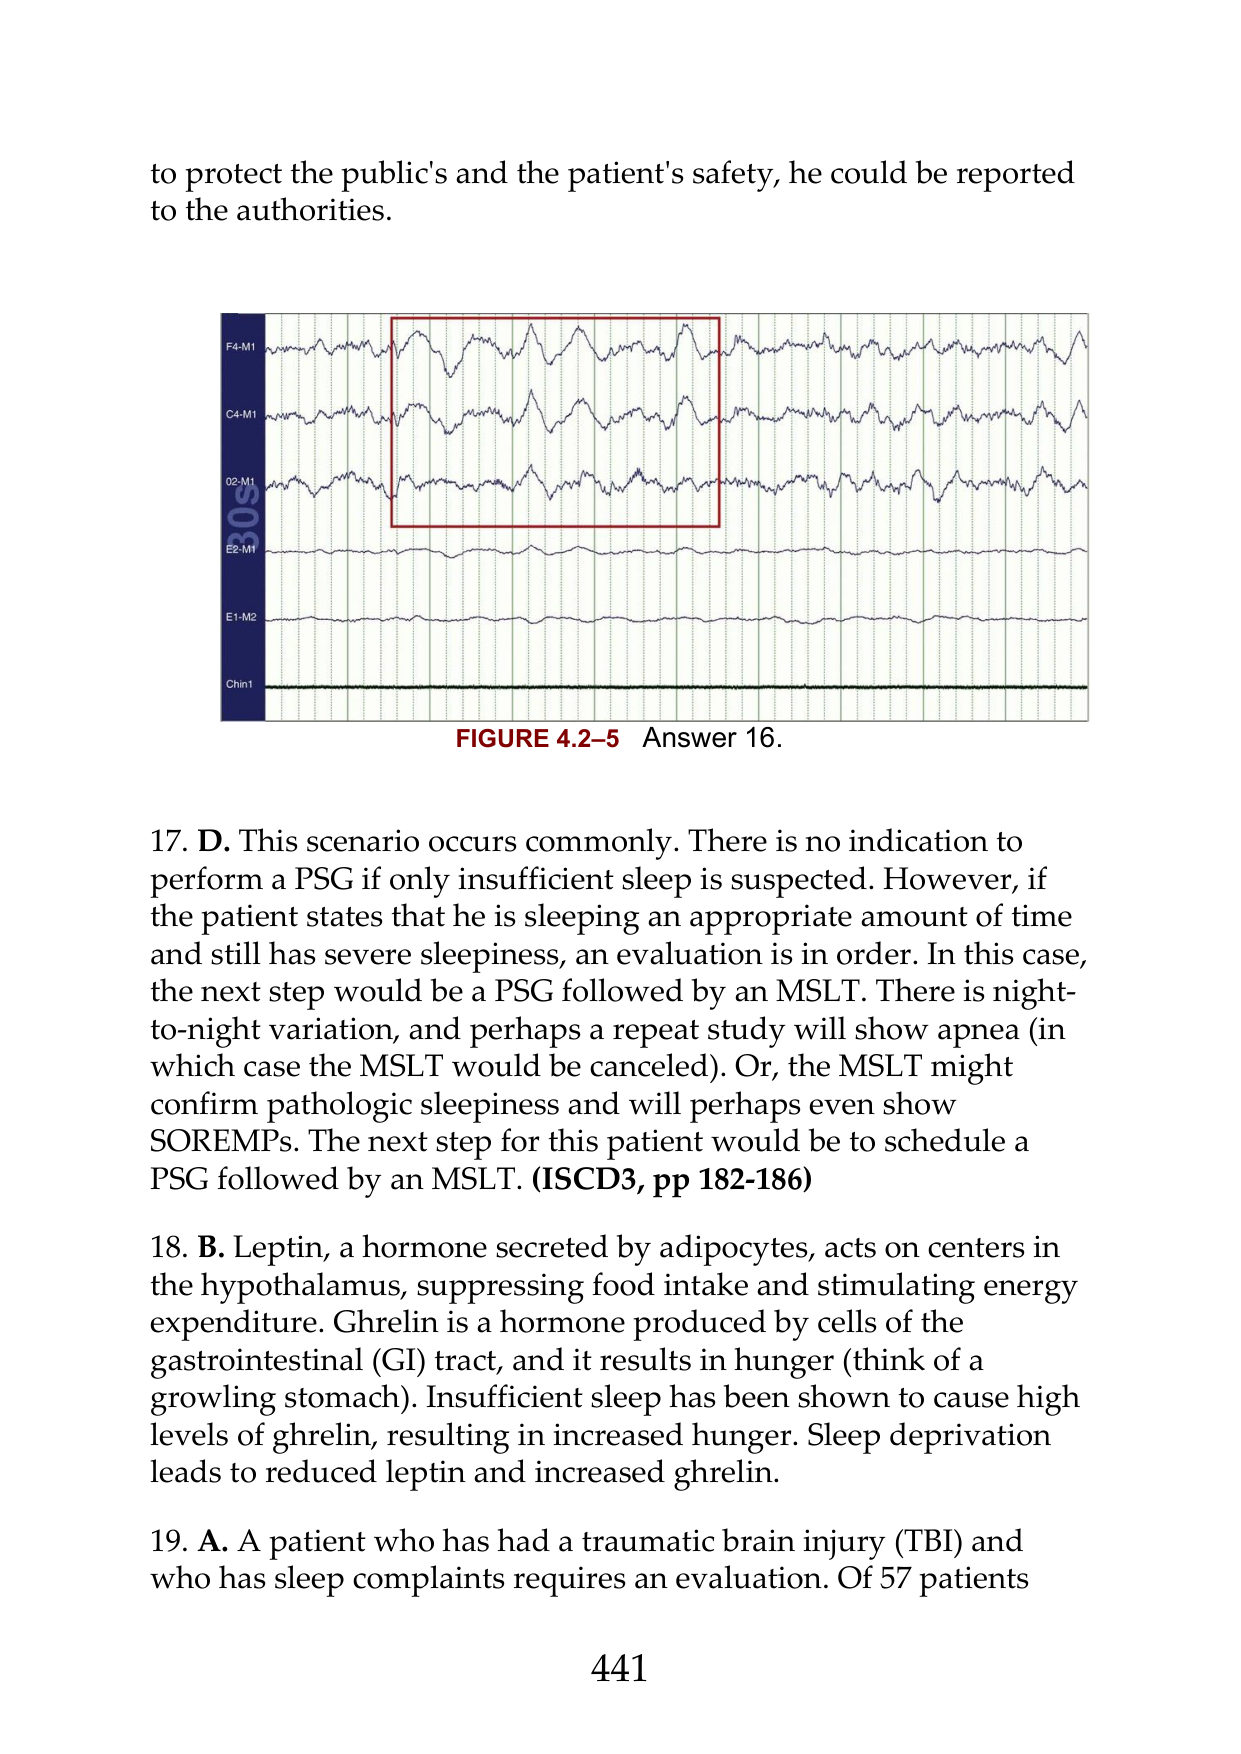 to protect the public's and the patient's safety, he could be reported
to the authorities.
F4-M1
C4-M1
02-M1
30s
E2-M1
E1-M2
Chin1
FIGURE 4.2–5 Answer 16.
17. D. This scenario occurs commonly. There is no indication to
perform a PSG if only insufficient sleep is suspected. However, if
the patient states that he is sleeping an appropriate amount of time
and still has severe sleepiness, an evaluation is in order. In this case,
the next step would be a PSG followed by an MSLT. There is night-
to-night variation, and perhaps a repeat study will show apnea (in
which case the MSLT would be canceled). Or, the MSLT might
confirm pathologic sleepiness and will perhaps even show
SOREMPs. The next step for this patient would be to schedule a
PSG followed by an MSLT. (ISCD3, pp 182-186)
18. B. Leptin, a hormone secreted by adipocytes, acts on centers in
the hypothalamus, suppressing food intake and stimulating energy
expenditure. Ghrelin is a hormone produced by cells of the
gastrointestinal (GI) tract, and it results in hunger (think of a
growling stomach). Insufficient sleep has been shown to cause high
levels of ghrelin, resulting in increased hunger. Sleep deprivation
leads to reduced leptin and increased ghrelin.
19. A. A patient who has had a traumatic brain injury (TBI) and
who has sleep complaints requires an evaluation. Of 57 patients
441